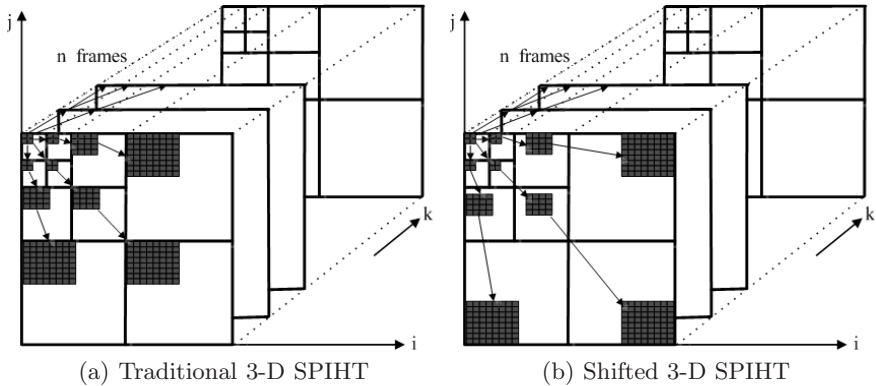 j
n frames
k
i
(a) Traditional 3-D SPIHT
j
n frames
k
i
(b) Shifted 3-D SPIHT